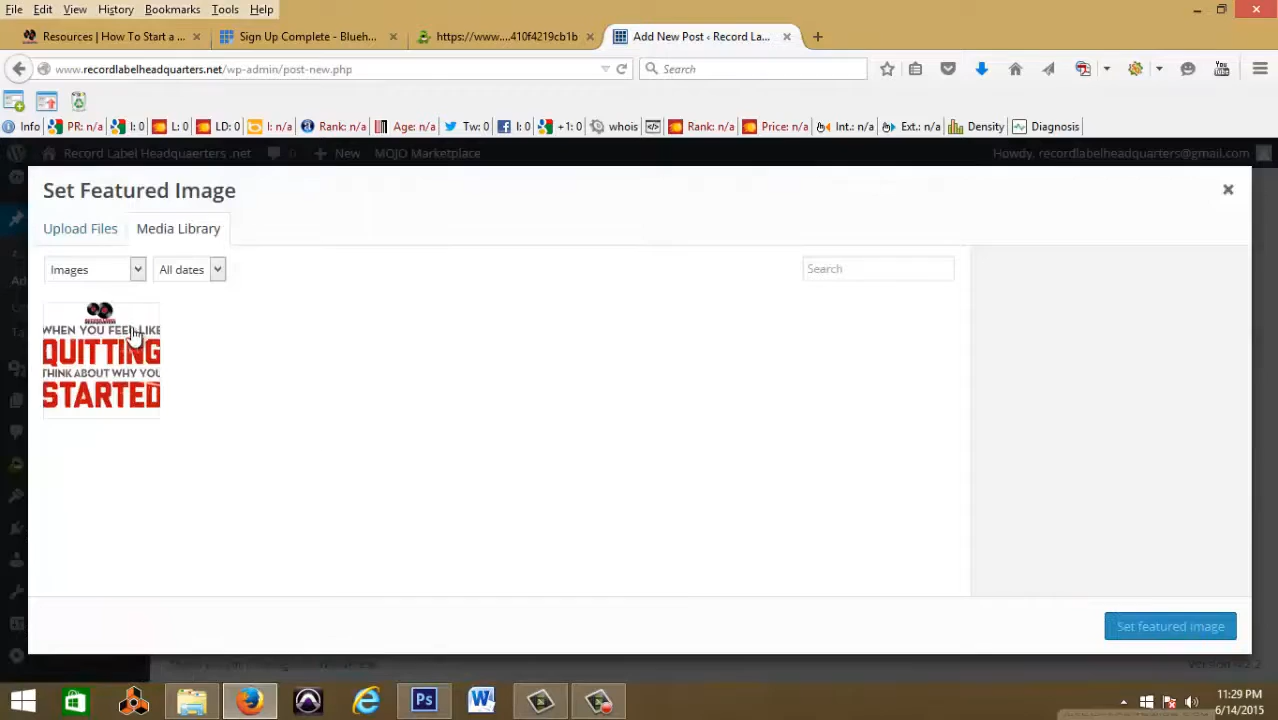 File Edit View History Bookmarks Tools Help
Resources | How To Start a ... × Sign Up Complete - Blueh... × https://www....410f4219cb1b × Add New Post ‹ Record La... × +
www.recordlabelheadquarters.net/wp-admin/post-new.php Search
Info PR: n/a I: 0 L: 0 LD: 0 I: n/a Rank: n/a Age: n/a Tw: 0 I: 0 +1: 0 whois Rank: n/a Price: n/a Int.: n/a Ext.: n/a Density Diagnosis
Record Label Headquaerters .net 0 + New MOJO Marketplace Howdy, recordlabelheadquarters@gmail.com
Set Featured Image
Upload Files Media Library
Images All dates Search
WHEN YOU FEEL LIKE
QUITTING
THINK ABOUT WHY YOU
STARTED
Set featured image
11:29 PM
6/14/2015